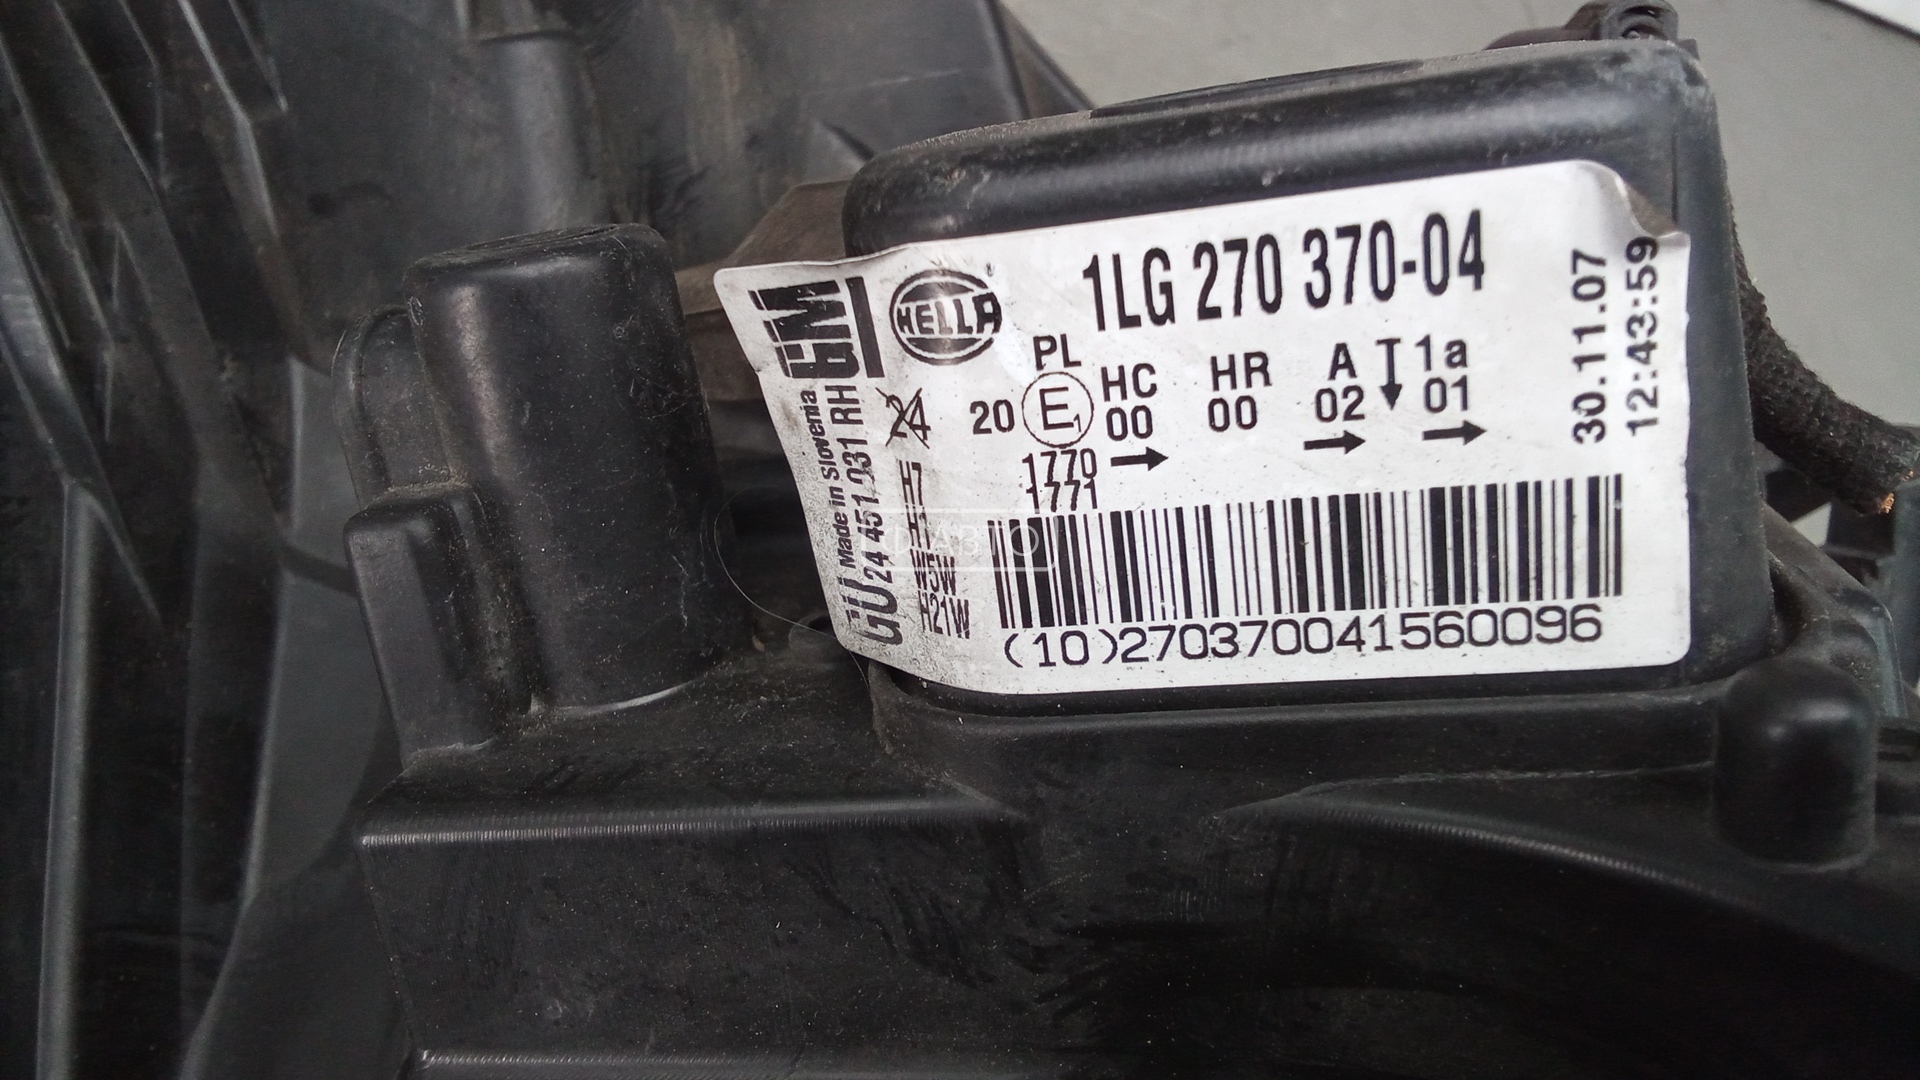 1LG 270 370-04
GM
HELLA
®
PL
HC HR A 1a
24 20 E1 00 00 02 01
H7 1770
H1 1771
W5W
H21W
Made in Slovenia
GU 24 451 031 RH
(10)270370041560096
30.11.07
12:43:59